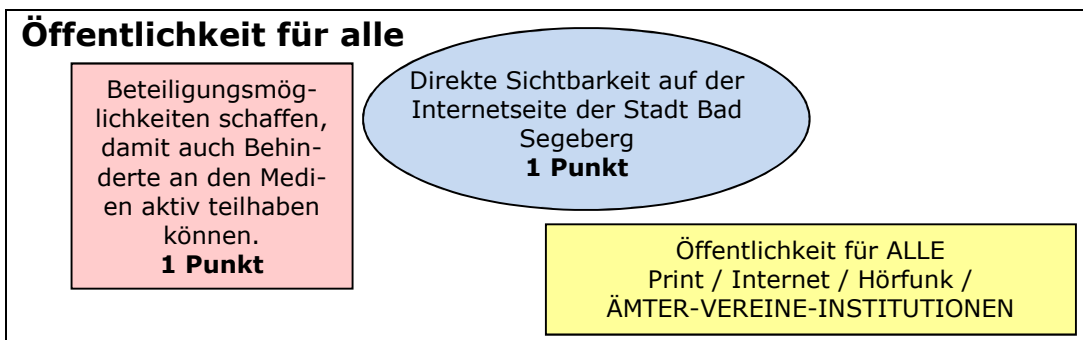 Öffentlichkeit für alle
Beteiligungsmög-
lichkeiten schaffen,
damit auch Behin-
derte an den Medi-
en aktiv teilhaben
können.
1 Punkt
Direkte Sichtbarkeit auf der
Internetseite der Stadt Bad
Segeberg
1 Punkt
Öffentlichkeit für ALLE
Print / Internet / Hörfunk /
ÄMTER-VEREINE-INSTITUTIONEN